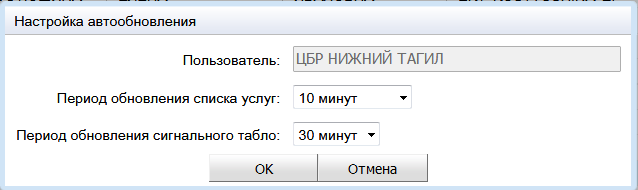 Настройка автообновления
Пользователь: ЦБР НИЖНИЙ ТАГИЛ
Период обновления списка услуг: 10 минут
Период обновления сигнального табло: 30 минут
OK Отмена